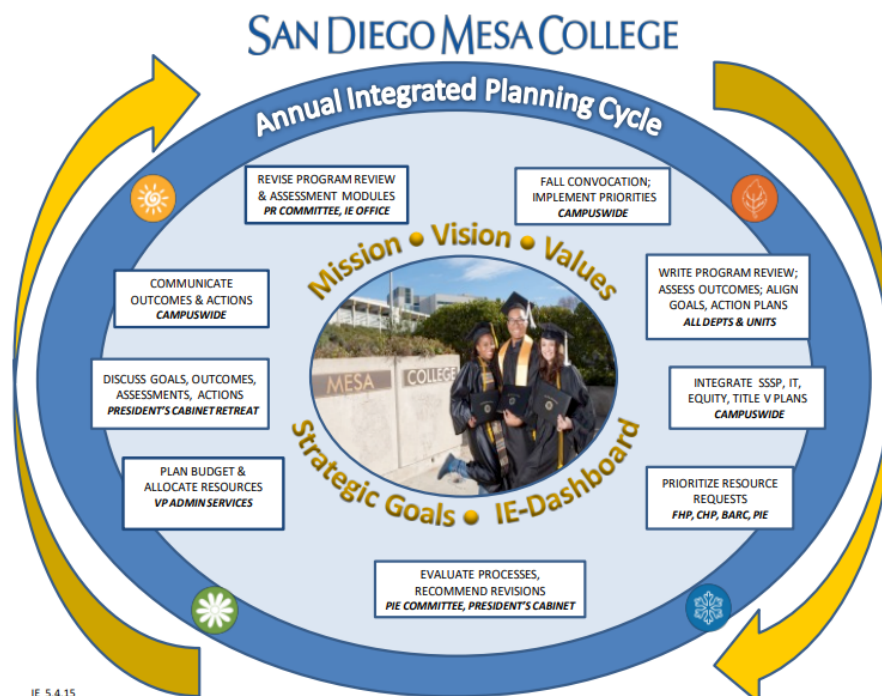 SAN DIEGO MESA COLLEGE
Annual Integrated Planning Cycle
REVISE PROGRAM REVIEW
& ASSESSMENT MODULES
PR COMMITTEE, IE OFFICE
FALL CONVOCATION;
IMPLEMENT PRIORITIES
CAMPUSWIDE
Mission • Vision • Values
COMMUNICATE
OUTCOMES & ACTIONS
CAMPUSWIDE
WRITE PROGRAM REVIEW;
ASSESS OUTCOMES; ALIGN
GOALS, ACTION PLANS
ALL DEPTS & UNITS
MESA COLLEGE
DISCUSS GOALS, OUTCOMES,
ASSESSMENTS, ACTIONS
PRESIDENT'S CABINET RETREAT
INTEGRATE SSSP, IT,
EQUITY, TITLE V PLANS
CAMPUSWIDE
PLAN BUDGET &
ALLOCATE RESOURCES
VP ADMIN SERVICES
PRIORITIZE RESOURCE
REQUESTS
FHP, CHP, BARC, PIE
Strategic Goals • IE-Dashboard
EVALUATE PROCESSES,
RECOMMEND REVISIONS
PIE COMMITTEE, PRESIDENT'S CABINET
IE 5.4.15